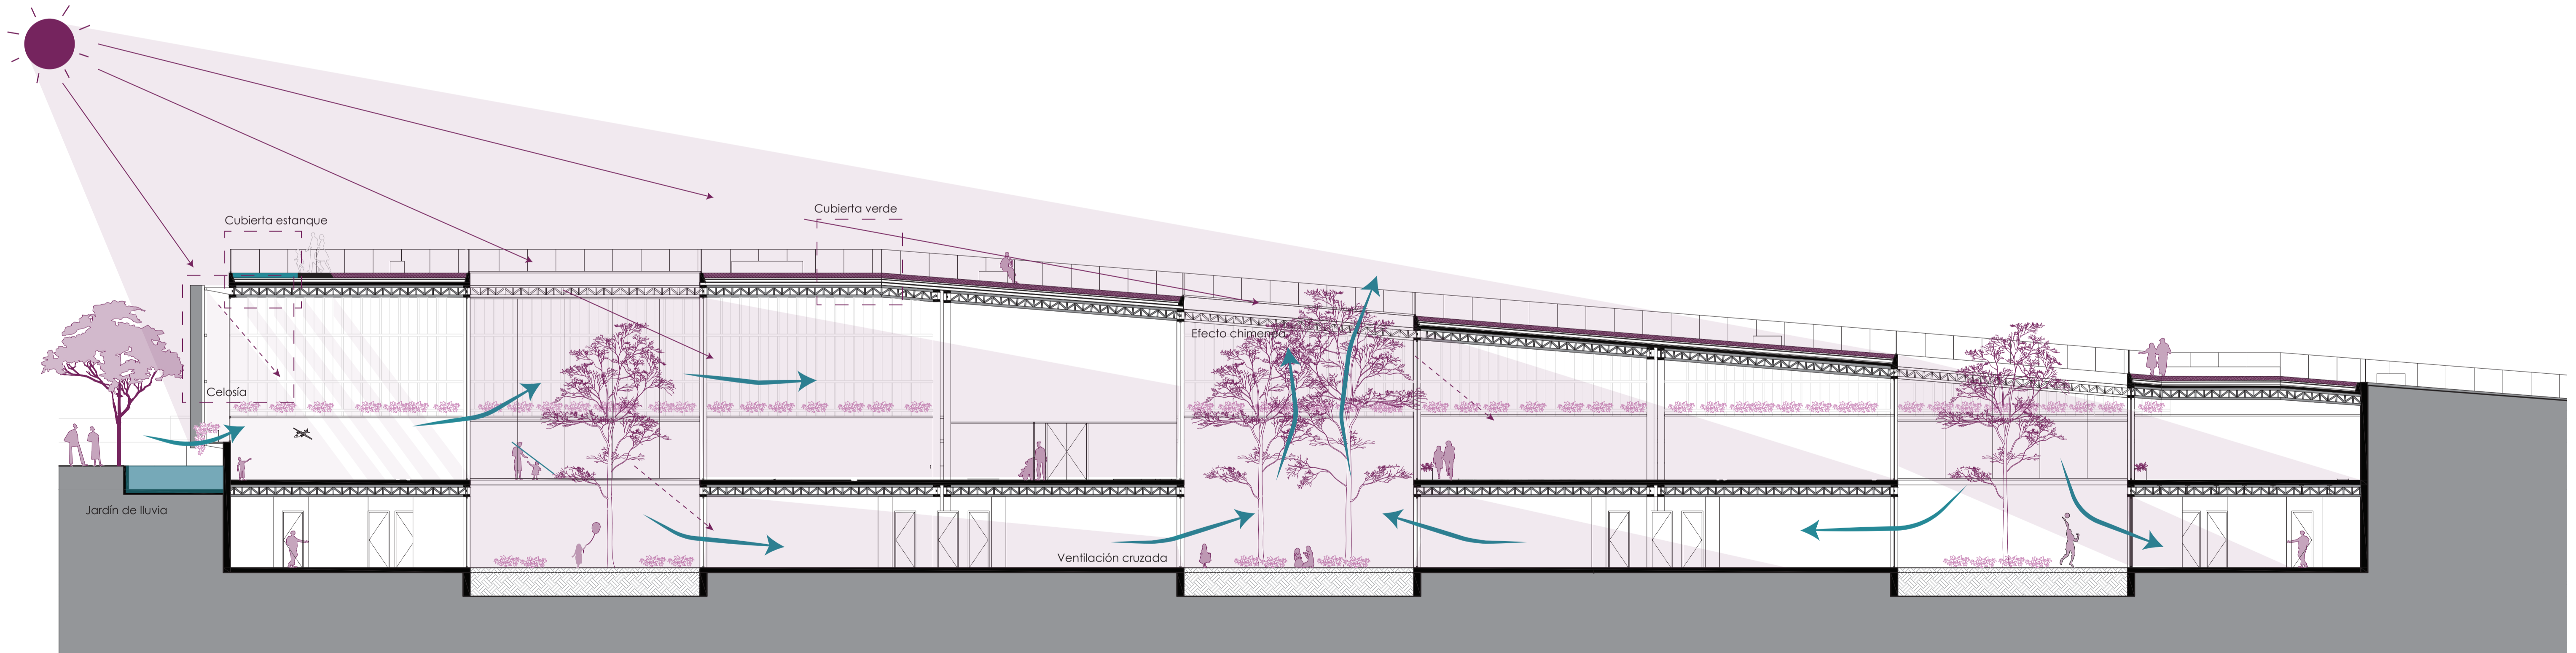 Cubierta estanque
Cubierta verde
Efecto chimenea
Celosía
Jardín de lluvia
Ventilación cruzada